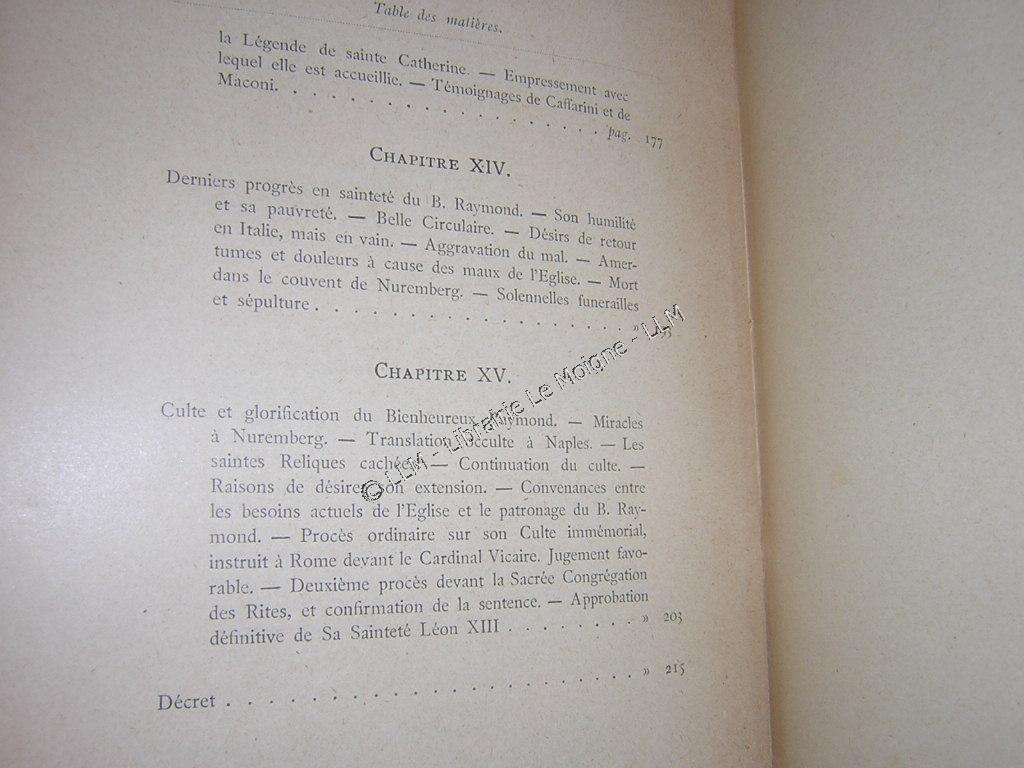 Table des matières.
la Légende de sainte Catherine. — Empressement avec
lequel elle est accueillie. — Témoignages de Caffarini et de
Maconi. . . . . . . . . . . . . . . . . pag. 177
CHAPITRE XIV.
Derniers progrès en sainteté du B. Raymond. — Son humilité
et sa pauvreté. — Belle Circulaire. — Désirs de retour
en Italie, mais en vain. — Aggravation du mal. — Amer-
tumes et douleurs à cause des maux de l'Eglise. — Mort
dans le couvent de Nuremberg. — Solennelles funerailles
et sépulture . . . . . . . . . . . . . . . . »
CHAPITRE XV.
Culte et glorification du Bienheureux Raymond. — Miracles
à Nuremberg. — Translation occulte à Naples. — Les
saintes Reliques cachées. — Continuation du culte. —
Raisons de désirer son extension. — Convenances entre
les besoins actuels de l'Eglise et le patronage du B. Ray-
mond. — Procès ordinaire sur son Culte immémorial,
instruit à Rome devant le Cardinal Vicaire. Jugement favo-
rable. — Deuxième procès devant la Sacrée Congrégation
des Rites, et confirmation de la sentence. — Approbation
définitive de Sa Sainteté Léon XIII . . . . . . . . » 203
Décret . . . . . . . . . . . . . . . . . . . . » 215
© LLM - Librairie Le Moigne - LLM